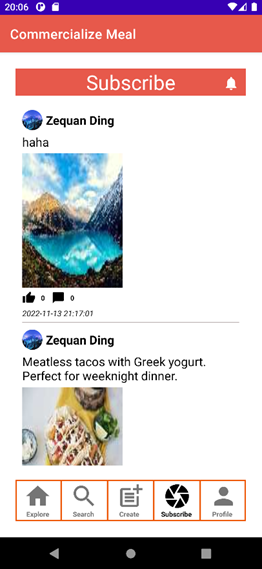 20:06
Commercialize Meal
Subscribe
Zequan Ding
haha
0 0
2022-11-13 21:17:01
Zequan Ding
Meatless tacos with Greek yogurt.
Perfect for weeknight dinner.
Explore Search Create Subscribe Profile